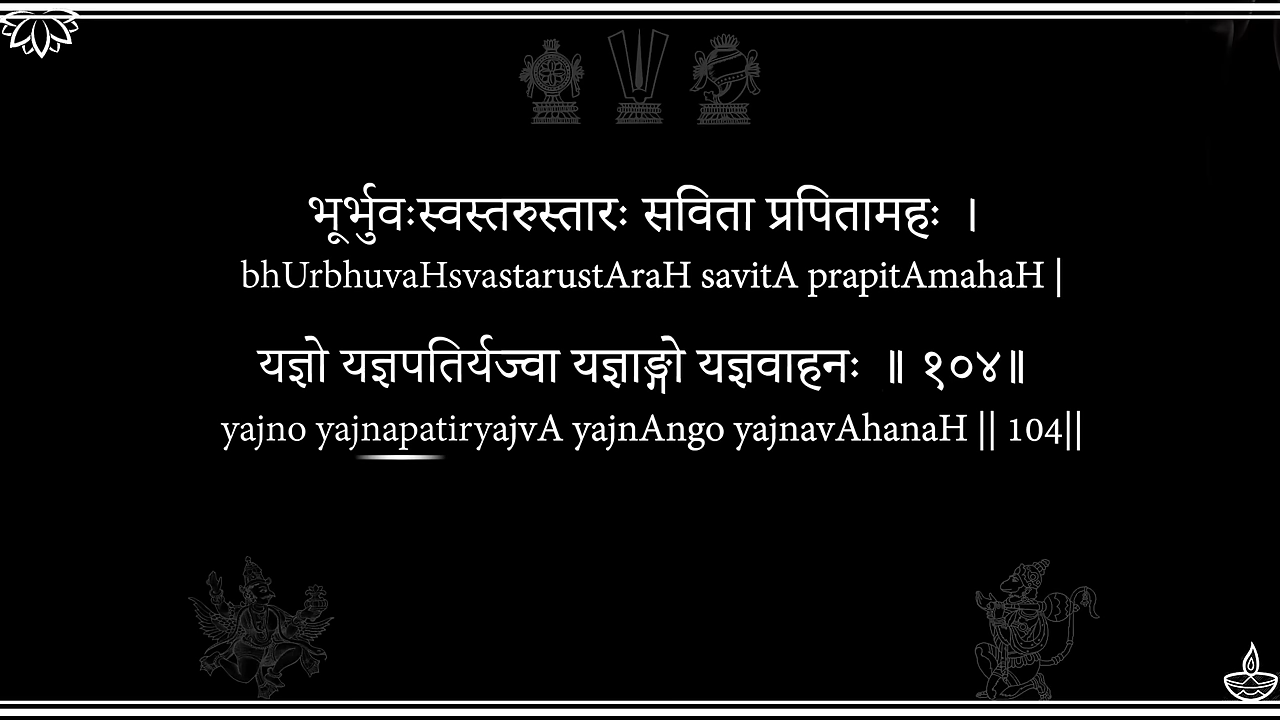 भूर्भुवःस्वस्तरुस्तारः सविता प्रपितामहः ।
bhUrbhuvaHsvastarustAraH savitA prapitAmahaH |
यज्ञो यज्ञपतिर्यज्वा यज्ञाङ्गो यज्ञवाहनः ॥ १०४॥
yajno yajnapatiryajvA yajnAngo yajnavAhanaH || 104||